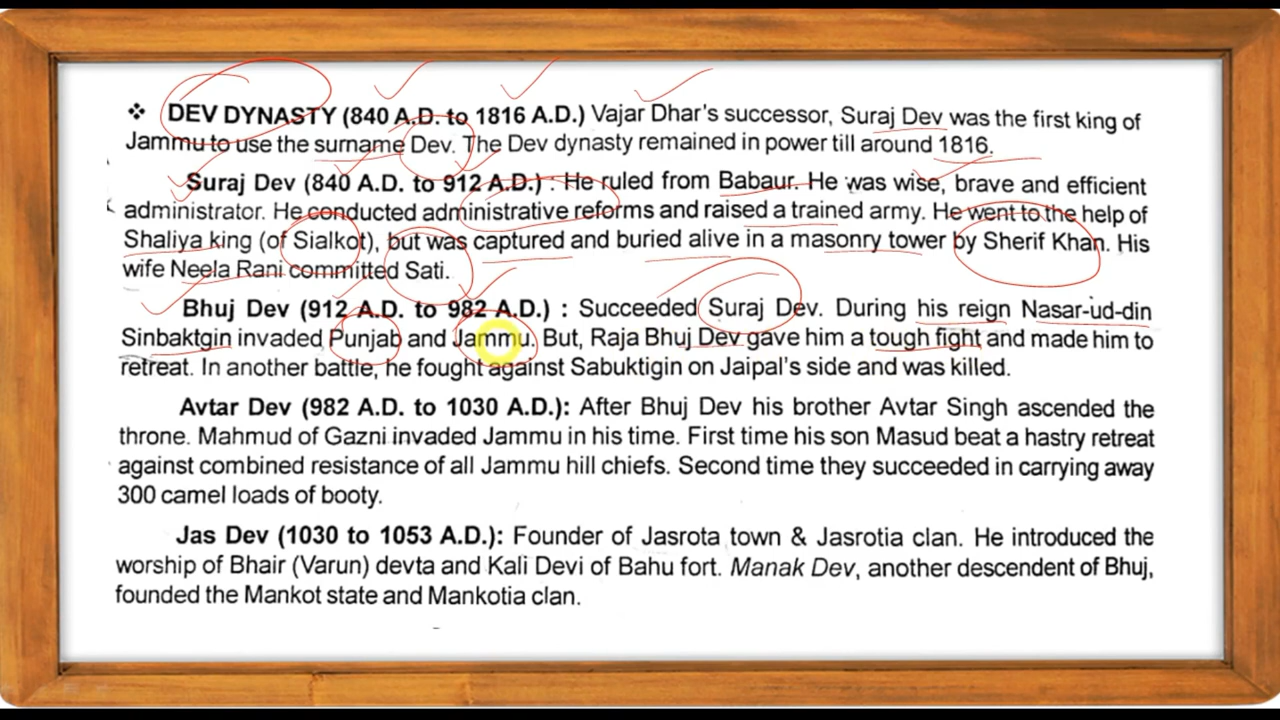 ❖ DEV DYNASTY (840 A.D. to 1816 A.D.) Vajar Dhar's successor, Suraj Dev was the first king of
Jammu to use the surname Dev. The Dev dynasty remained in power till around 1816.
Suraj Dev (840 A.D. to 912 A.D.) : He ruled from Babaur. He was wise, brave and efficient
administrator. He conducted administrative reforms and raised a trained army. He went to the help of
Shaliya king (of Sialkot), but was captured and buried alive in a masonry tower by Sherif Khan. His
wife Neela Rani committed Sati.
Bhuj Dev (912 A.D. to 982 A.D.) : Succeeded Suraj Dev. During his reign Nasar-ud-din
Sinbaktgin invaded Punjab and Jammu. But, Raja Bhuj Dev gave him a tough fight and made him to
retreat. In another battle, he fought against Sabuktigin on Jaipal's side and was killed.
Avtar Dev (982 A.D. to 1030 A.D.): After Bhuj Dev his brother Avtar Singh ascended the
throne. Mahmud of Gazni invaded Jammu in his time. First time his son Masud beat a hastry retreat
against combined resistance of all Jammu hill chiefs. Second time they succeeded in carrying away
300 camel loads of booty.
Jas Dev (1030 to 1053 A.D.): Founder of Jasrota town & Jasrotia clan. He introduced the
worship of Bhair (Varun) devta and Kali Devi of Bahu fort. Manak Dev, another descendent of Bhuj,
founded the Mankot state and Mankotia clan.